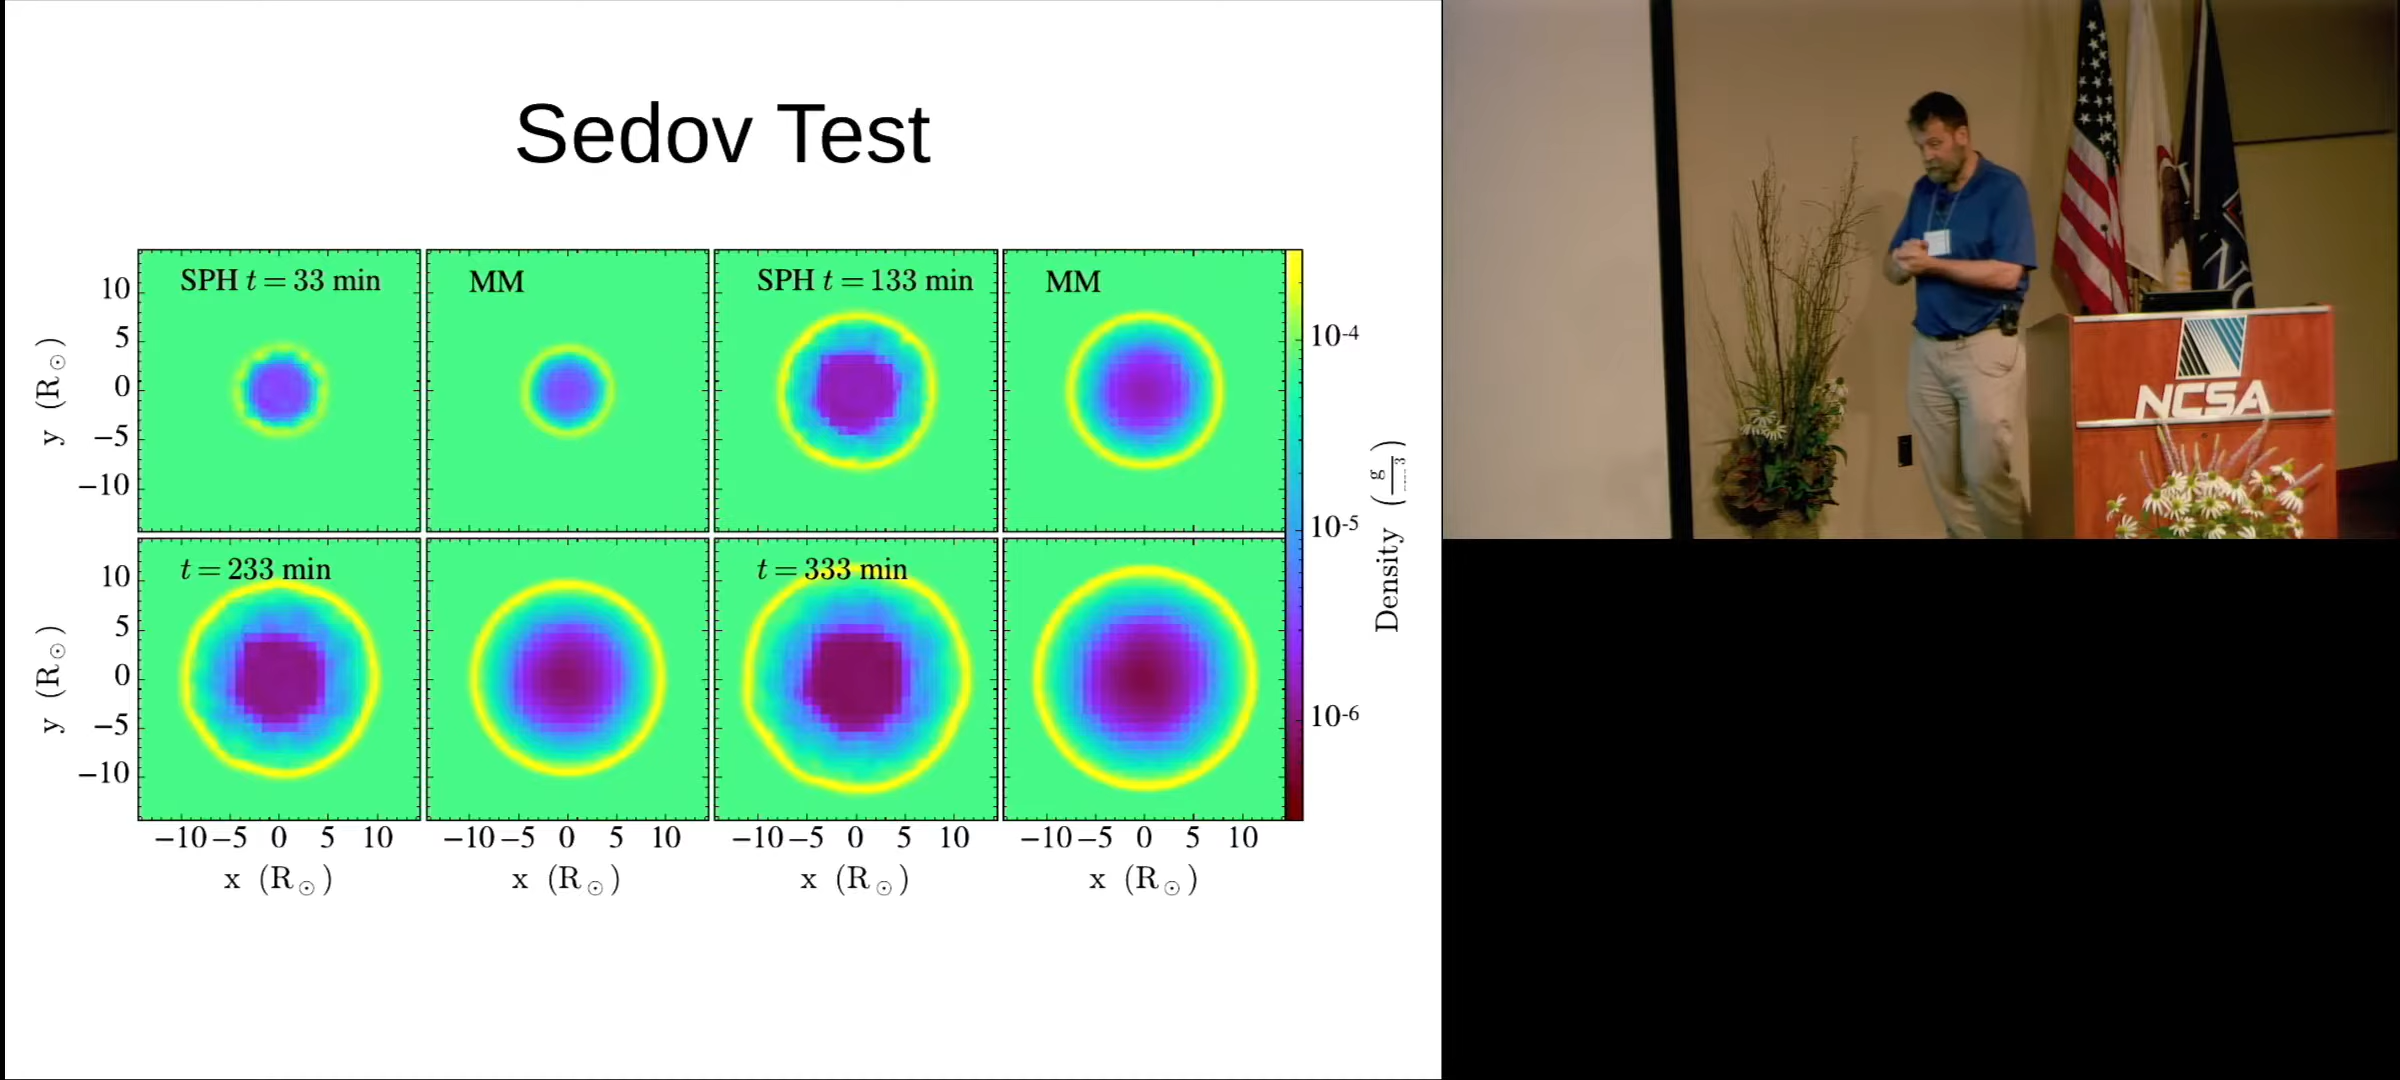 Sedov Test
SPH t = 33 min
MM
SPH t = 133 min
MM
10
5
0
−5
−10
y (R⊙)
t = 233 min
t = 333 min
10
5
0
−5
−10
y (R⊙)
−10 −5 0 5 10
−10 −5 0 5 10
−10 −5 0 5 10
−10 −5 0 5 10
x (R⊙)
x (R⊙)
x (R⊙)
x (R⊙)
10-4
10-5
10-6
Density (g/ 3)
NCSA